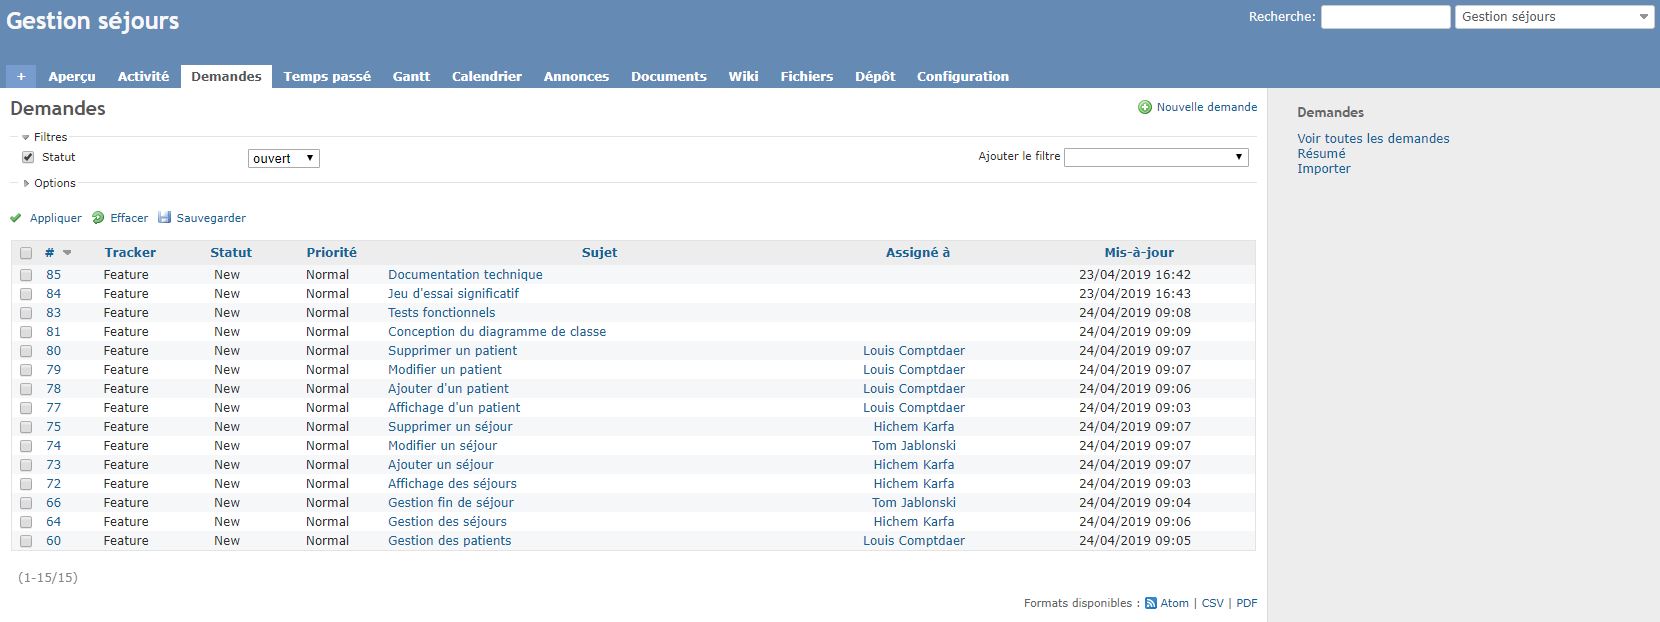 Gestion séjours
Recherche: Gestion séjours
+ Aperçu Activité Demandes Temps passé Gantt Calendrier Annonces Documents Wiki Fichiers Dépôt Configuration
Demandes
Nouvelle demande
Filtres
Statut ouvert Ajouter le filtre
Options
Appliquer Effacer Sauvegarder
# Tracker Statut Priorité Sujet Assigné à Mis-à-jour
85 Feature New Normal Documentation technique 23/04/2019 16:42
84 Feature New Normal Jeu d'essai significatif 23/04/2019 16:43
83 Feature New Normal Tests fonctionnels 24/04/2019 09:08
81 Feature New Normal Conception du diagramme de classe 24/04/2019 09:09
80 Feature New Normal Supprimer un patient Louis Comptdaer 24/04/2019 09:07
79 Feature New Normal Modifier un patient Louis Comptdaer 24/04/2019 09:07
78 Feature New Normal Ajouter d'un patient Louis Comptdaer 24/04/2019 09:06
77 Feature New Normal Affichage d'un patient Louis Comptdaer 24/04/2019 09:03
75 Feature New Normal Supprimer un séjour Hichem Karfa 24/04/2019 09:07
74 Feature New Normal Modifier un séjour Tom Jablonski 24/04/2019 09:07
73 Feature New Normal Ajouter un séjour Hichem Karfa 24/04/2019 09:07
72 Feature New Normal Affichage des séjours Hichem Karfa 24/04/2019 09:03
66 Feature New Normal Gestion fin de séjour Tom Jablonski 24/04/2019 09:04
64 Feature New Normal Gestion des séjours Hichem Karfa 24/04/2019 09:06
60 Feature New Normal Gestion des patients Louis Comptdaer 24/04/2019 09:05
(1-15/15)
Formats disponibles : Atom | CSV | PDF
Demandes
Voir toutes les demandes
Résumé
Importer